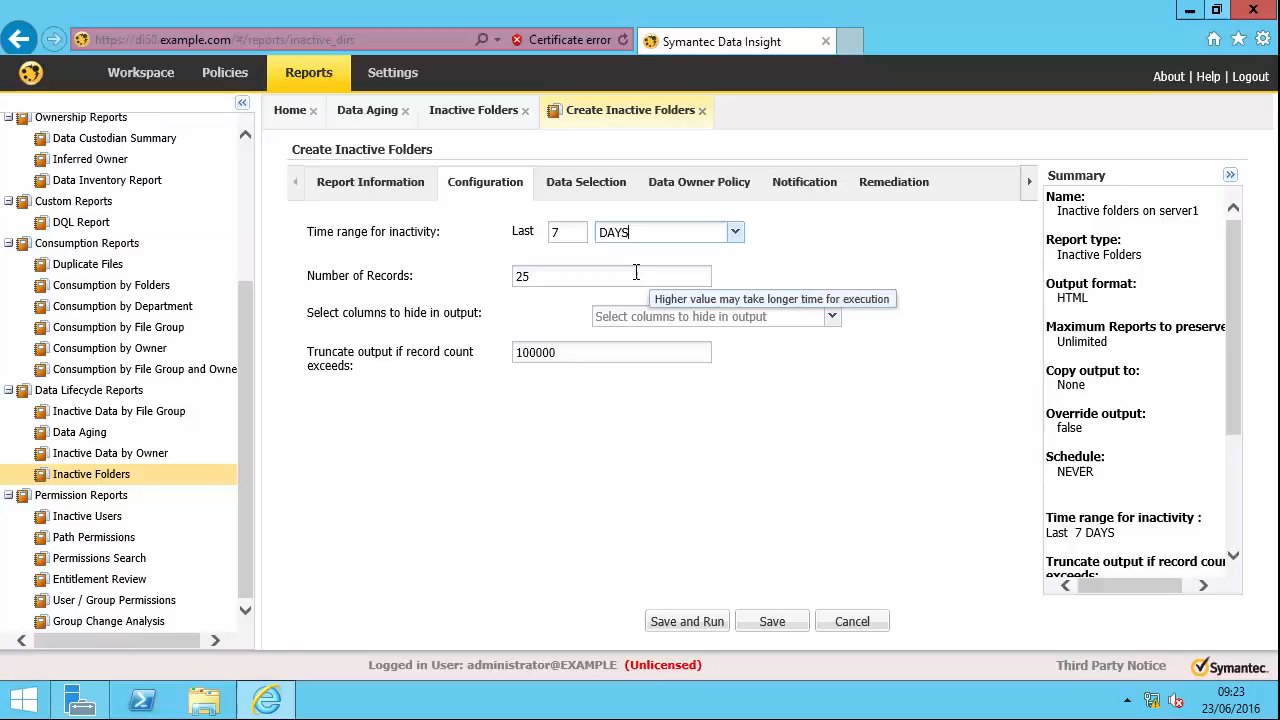 https://di50.example.com/#/reports/inactive_dirs
Certificate error
Symantec Data Insight
Workspace
Policies
Reports
Settings
About | Help | Logout
Ownership Reports
Data Custodian Summary
Inferred Owner
Data Inventory Report
Custom Reports
DQL Report
Consumption Reports
Duplicate Files
Consumption by Folders
Consumption by Department
Consumption by File Group
Consumption by Owner
Consumption by File Group and Owne
Data Lifecycle Reports
Inactive Data by File Group
Data Aging
Inactive Data by Owner
Inactive Folders
Permission Reports
Inactive Users
Path Permissions
Permissions Search
Entitlement Review
User / Group Permissions
Group Change Analysis
Home
Data Aging
Inactive Folders
Create Inactive Folders
Create Inactive Folders
Report Information
Configuration
Data Selection
Data Owner Policy
Notification
Remediation
Time range for inactivity:
Last
7
DAYS
Number of Records:
25
Higher value may take longer time for execution
Select columns to hide in output:
Select columns to hide in output
Truncate output if record count
exceeds:
100000
Save and Run
Save
Cancel
Summary
Name:
Inactive folders on server1
Report type:
Inactive Folders
Output format:
HTML
Maximum Reports to preserve
Unlimited
Copy output to:
None
Override output:
false
Schedule:
NEVER
Time range for inactivity :
Last 7 DAYS
Truncate output if record cour
exceeds:
Logged in User: administrator@EXAMPLE (Unlicensed)
Third Party Notice
Symantec.
09:23
23/06/2016